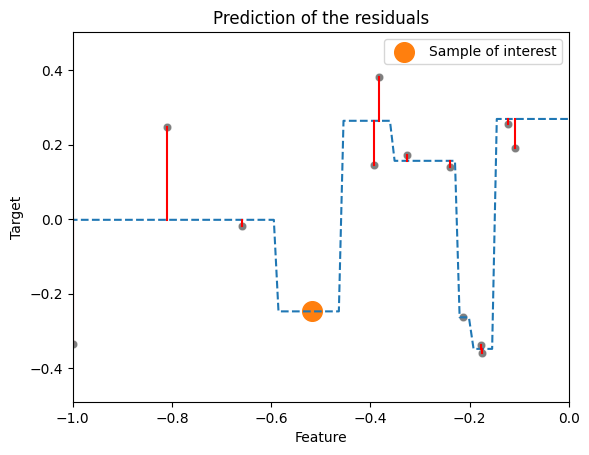 Prediction of the residuals
Sample of interest
Target
0.4
0.2
0.0
−0.2
−0.4
−1.0
−0.8
−0.6
−0.4
−0.2
0.0
Feature